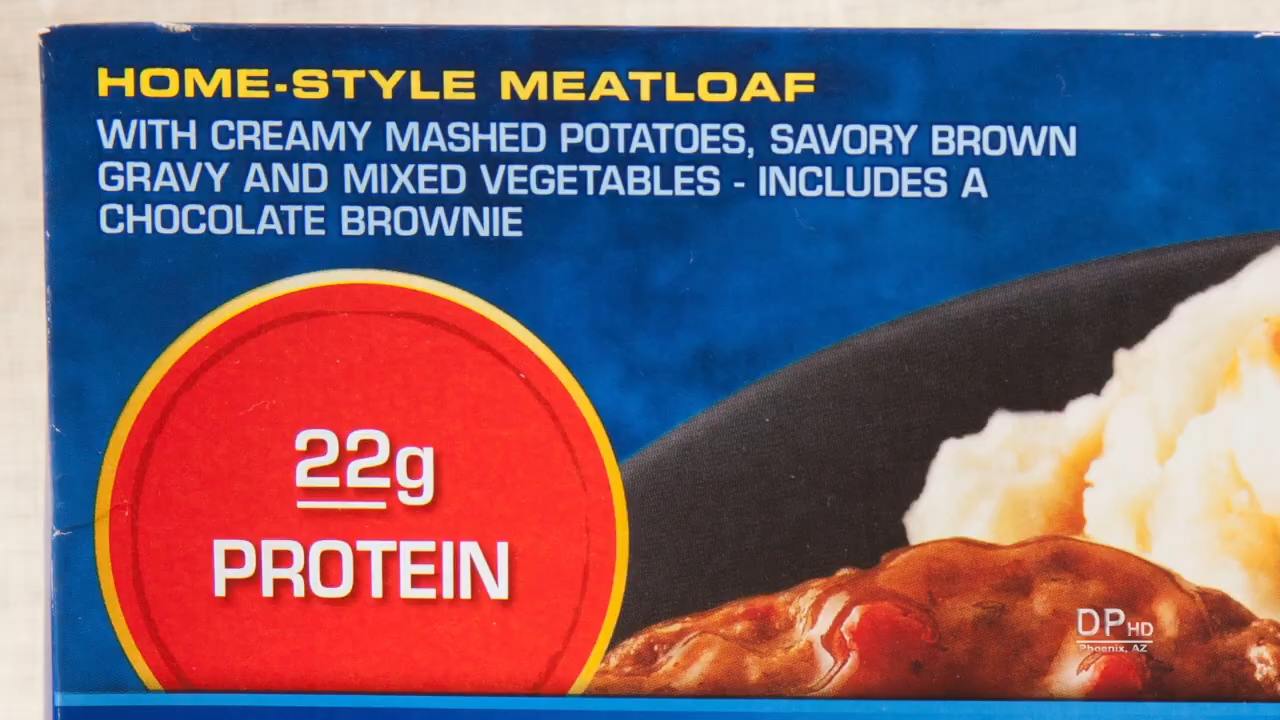 HOME-STYLE MEATLOAF
WITH CREAMY MASHED POTATOES, SAVORY BROWN
GRAVY AND MIXED VEGETABLES - INCLUDES A
CHOCOLATE BROWNIE
22g
PROTEIN
DP HD
Phoenix, AZ